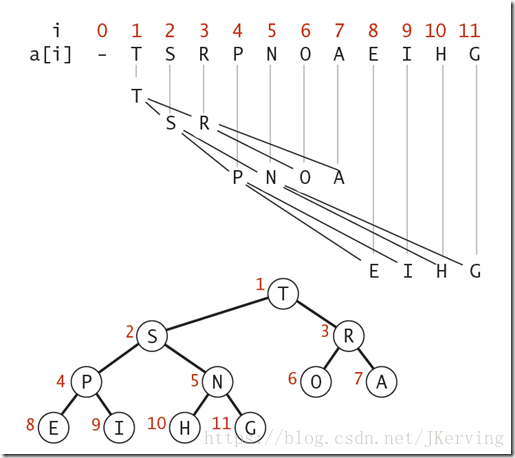 i 0 1 2 3 4 5 6 7 8 9 10 11
a[i] - T S R P N O A E I H G
T
S R
P N O A
E I H G
1 T
2 S 3 R
4 P 5 N 6 O 7 A
8 E 9 I 10 H 11 G
https://blog.csdn.net/JKerving